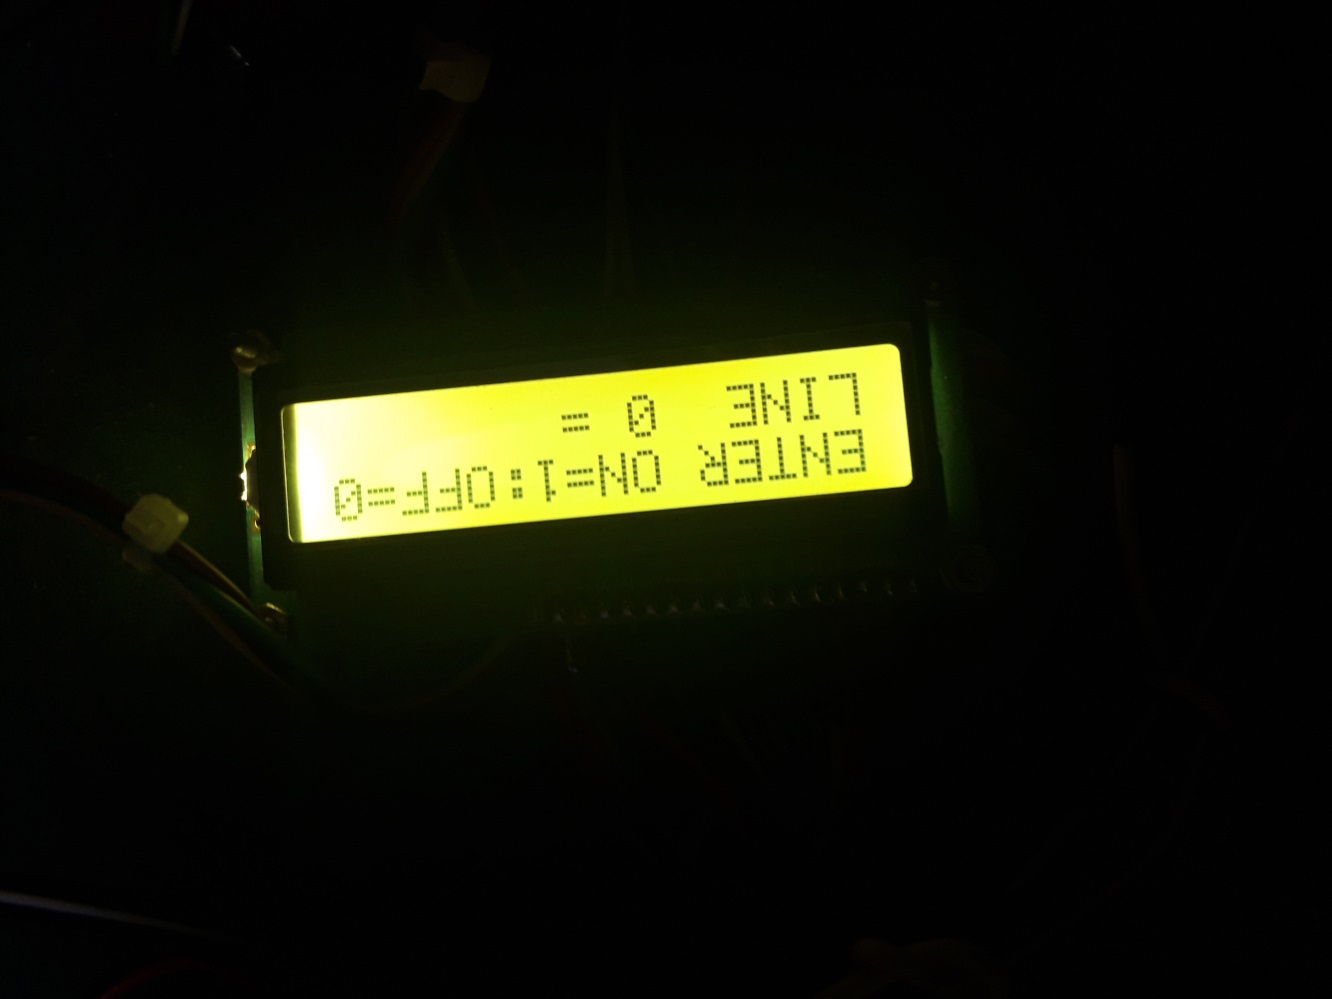 ENTER ON=1:OFF=0
LINE  0 =